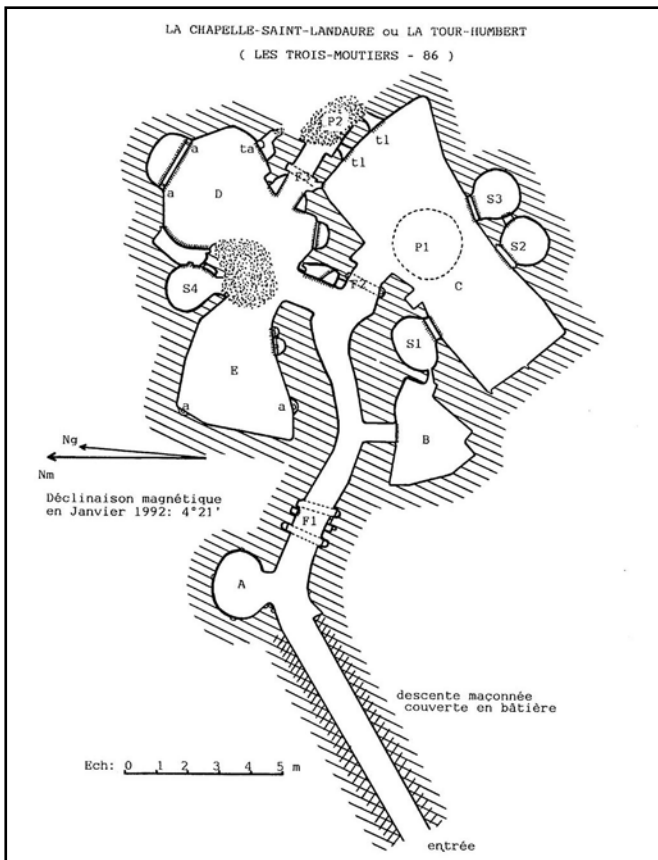 LA CHAPELLE-SAINT-LANDAURE ou LA TOUR-HUMBERT
( LES TROIS-MOUTIERS - 86 )
P2
a
ta
tl
tl
F3
a
D
S3
P1
S2
C
S4
F2
S1
E
a
a
B
Ng
Nm
Déclinaison magnétique
en Janvier 1992: 4°21'
F1
A
descente maçonnée
couverte en bâtière
Ech: 0 1 2 3 4 5 m
entrée